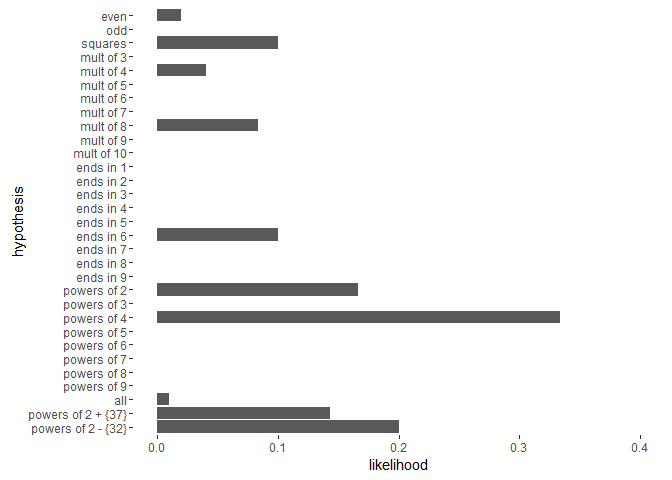 even
odd
squares
mult of 3
mult of 4
mult of 5
mult of 6
mult of 7
mult of 8
mult of 9
mult of 10
ends in 1
ends in 2
ends in 3
ends in 4
ends in 5
ends in 6
ends in 7
ends in 8
ends in 9
powers of 2
powers of 3
powers of 4
powers of 5
powers of 6
powers of 7
powers of 8
powers of 9
all
powers of 2 + {37}
powers of 2 - {32}
hypothesis
0.0 0.1 0.2 0.3 0.4
likelihood